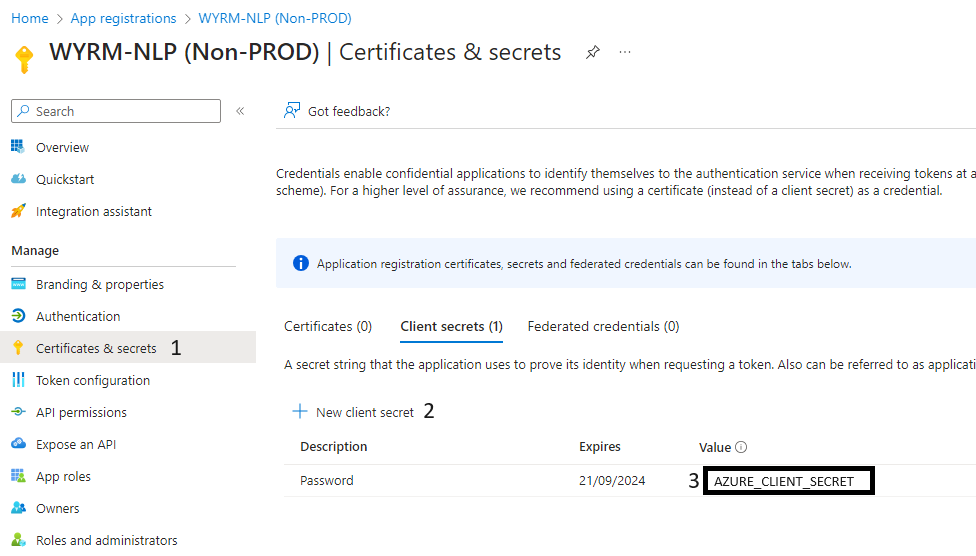 Home > App registrations > WYRM-NLP (Non-PROD)
WYRM-NLP (Non-PROD) | Certificates & secrets
Search
Got feedback?
Overview
Quickstart
Integration assistant
Manage
Branding & properties
Authentication
Certificates & secrets 1
Token configuration
API permissions
Expose an API
App roles
Owners
Roles and administrators
Credentials enable confidential applications to identify themselves to the authentication service when receiving tokens at a
scheme). For a higher level of assurance, we recommend using a certificate (instead of a client secret) as a credential.
Application registration certificates, secrets and federated credentials can be found in the tabs below.
Certificates (0) Client secrets (1) Federated credentials (0)
A secret string that the application uses to prove its identity when requesting a token. Also can be referred to as applicati
New client secret 2
Description Expires Value
Password 21/09/2024 3 AZURE_CLIENT_SECRET